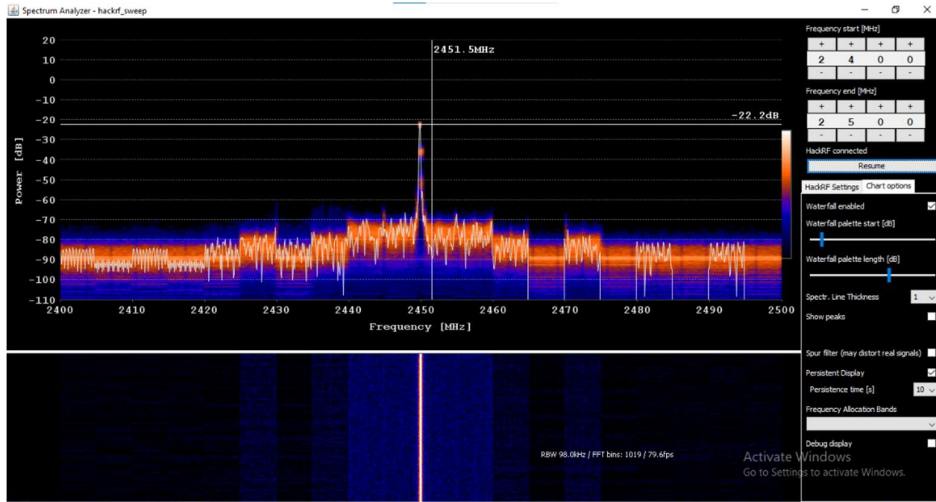 Spectrum Analyzer - hackrf_sweep
20
10
0
-10
-20
-30
-40
-50
-60
-70
-80
-90
-100
-110
Power [dB]
2451.5MHz
-22.2dB
2400 2410 2420 2430 2440 2450 2460 2470 2480 2490 2500
Frequency [MHz]
RBW 98.0kHz / FFT bins: 1019 / 79.6fps
Frequency start [MHz]
+ + + +
2 4 0 0
- - - -
Frequency end [MHz]
+ + + +
2 5 0 0
- - - -
HackRF connected
Resume
HackRF Settings Chart options
Waterfall enabled
Waterfall palette start [dB]
Waterfall palette length [dB]
Spectr. Line Thickness 1
Show peaks
Spur filter (may distort real signals)
Persistent Display
Persistence time [s] 10
Frequency Allocation Bands
Debug display
Activate Windows
Go to Settings to activate Windows.